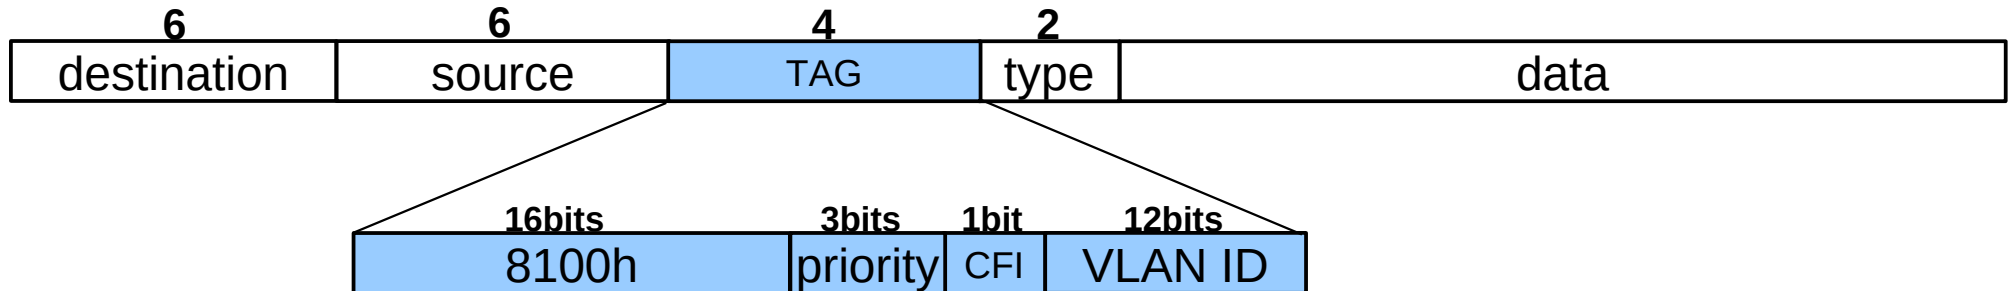 6 6 4 2
destination source TAG type data
16bits 3bits 1bit 12bits
8100h priority CFI VLAN ID